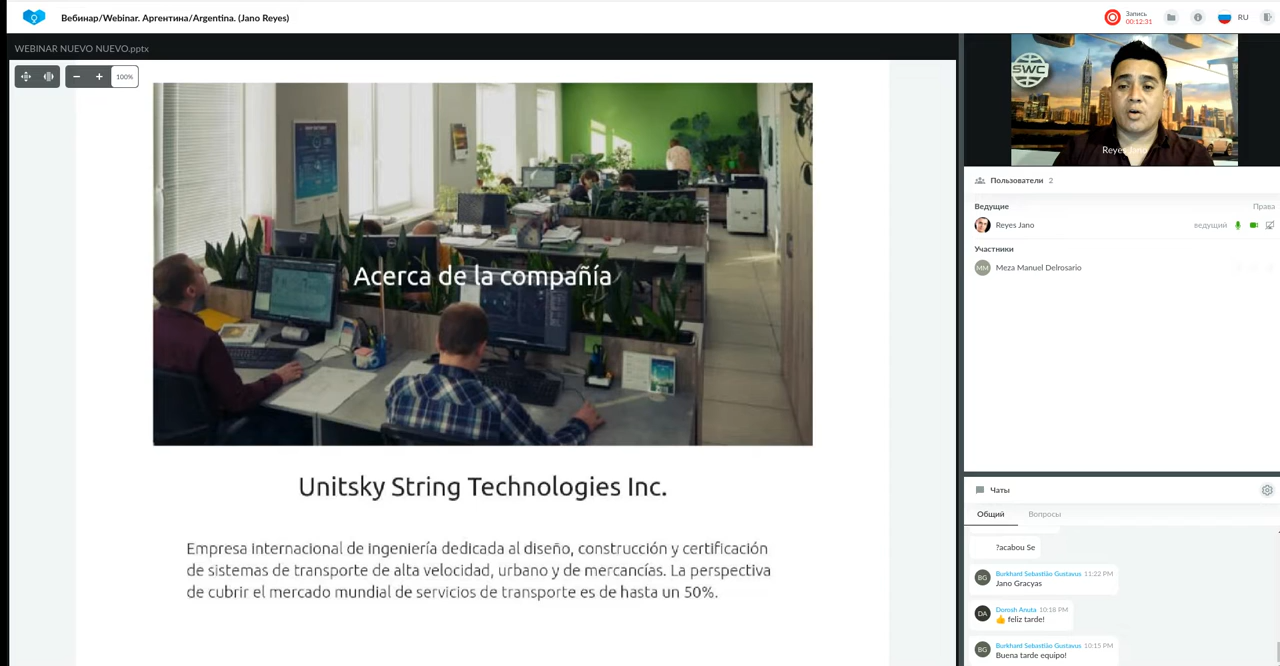 Вебинар/Webinar. Аргентина/Argentina. (Jano Reyes)
Запись
00:12:31
RU
WEBINAR NUEVO NUEVO.pptx
100%
Acerca de la compañía
Unitsky String Technologies Inc.
Empresa internacional de ingeniería dedicada al diseño, construcción y certificación
de sistemas de transporte de alta velocidad, urbano y de mercancías. La perspectiva
de cubrir el mercado mundial de servicios de transporte es de hasta un 50%.
SWC
Reyes Jano
Пользователи 2
Ведущие Права
Reyes Jano ведущий
Участники
MM Meza Manuel Delrosario
Чаты
Общий Вопросы
?acabou Se
BG Burkhard Sebastião Gustavus 11:22 PM
Jano Gracyas
DA Dorosh Anuta 10:18 PM
👍 feliz tarde!
BG Burkhard Sebastião Gustavus 10:15 PM
Buena tarde equipo!